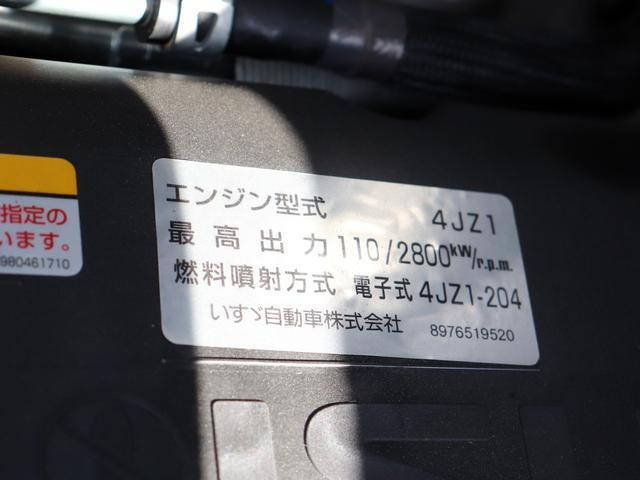 指定の
います。
980461710
エンジン型式 4JZ1
最高出力 110/2800kW/r.p.m.
燃料噴射方式 電子式 4JZ1-204
いすゞ自動車株式会社 8976519520